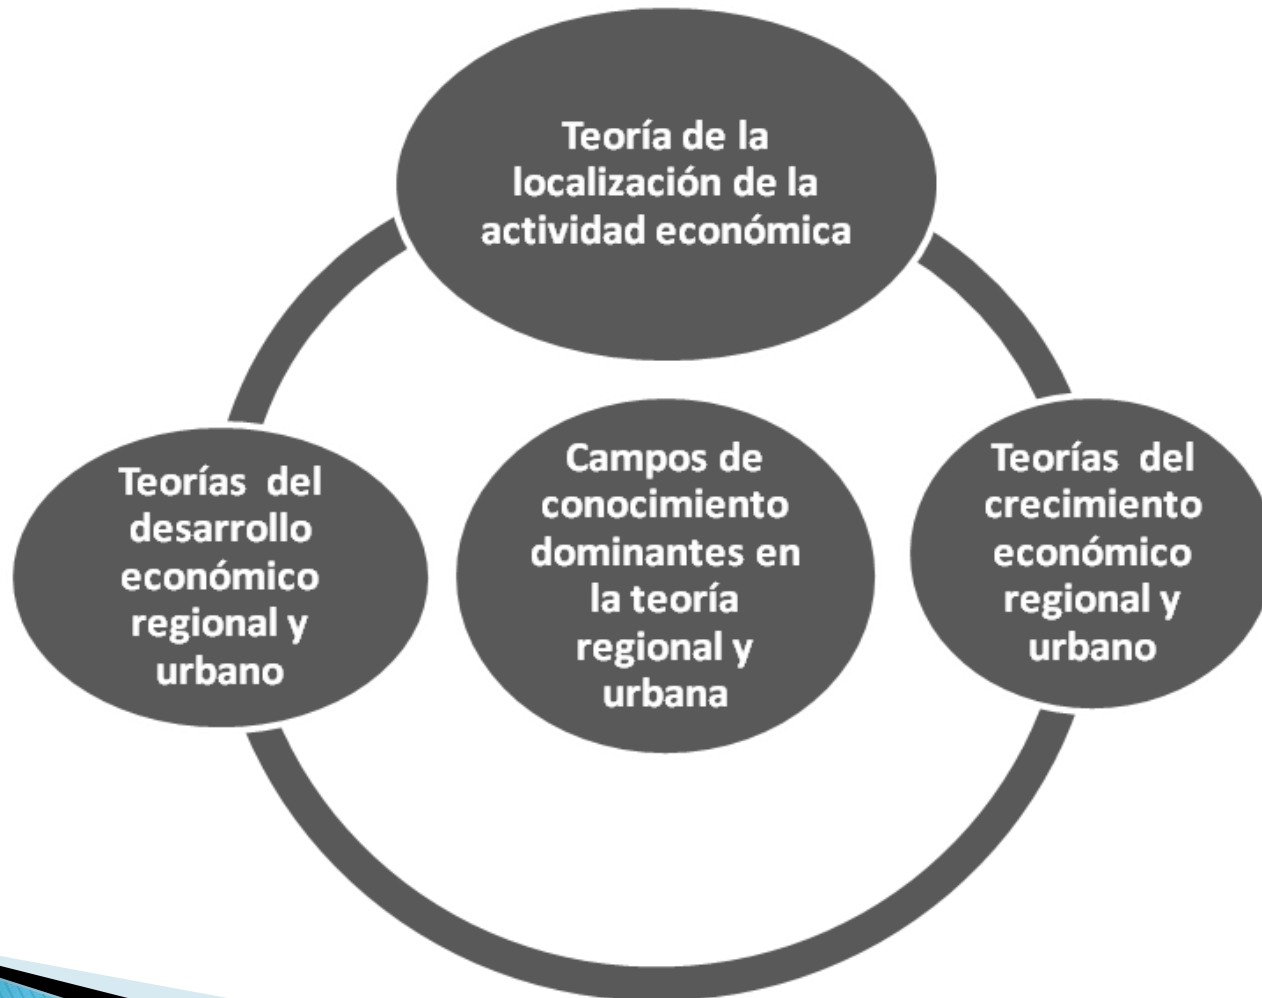 Teoría de la
localización de la
actividad económica
Teorías del
desarrollo
económico
regional y
urbano
Campos de
conocimiento
dominantes en
la teoría
regional y
urbana
Teorías del
crecimiento
económico
regional y
urbano